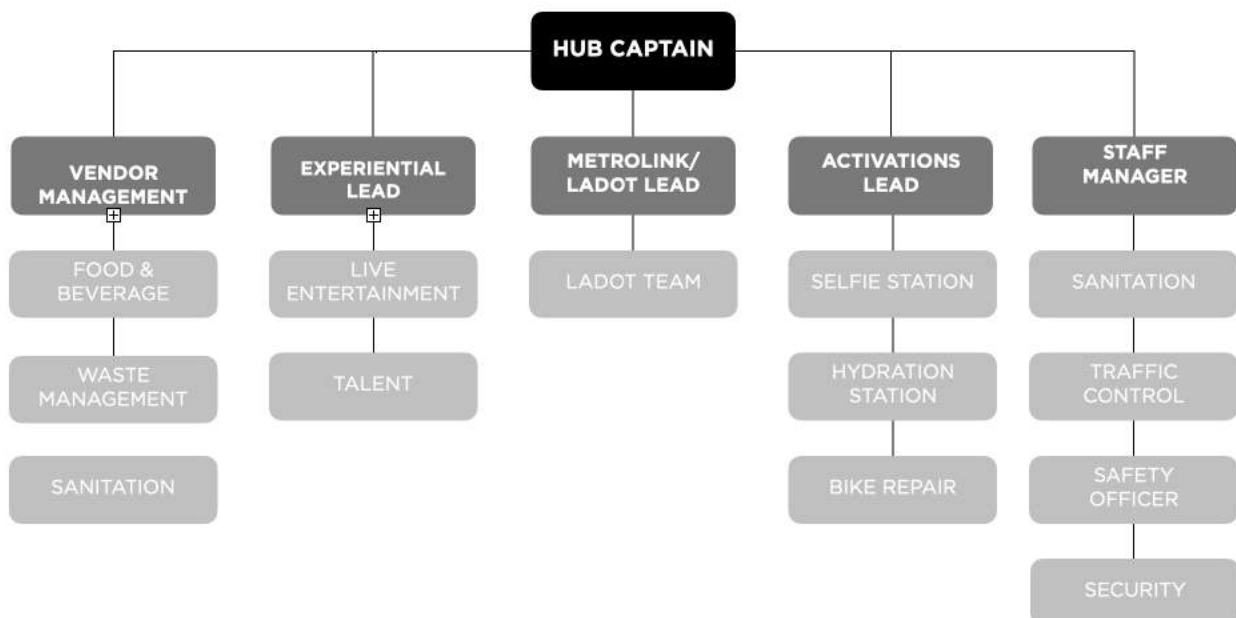 HUB CAPTAIN
VENDOR
MANAGEMENT
EXPERIENTIAL
LEAD
METROLINK/
LADOT LEAD
ACTIVATIONS
LEAD
STAFF
MANAGER
FOOD &
BEVERAGE
LIVE
ENTERTAINMENT
LADOT TEAM
SELFIE STATION
SANITATION
WASTE
MANAGEMENT
TALENT
HYDRATION
STATION
TRAFFIC
CONTROL
SANITATION
BIKE REPAIR
SAFETY
OFFICER
SECURITY